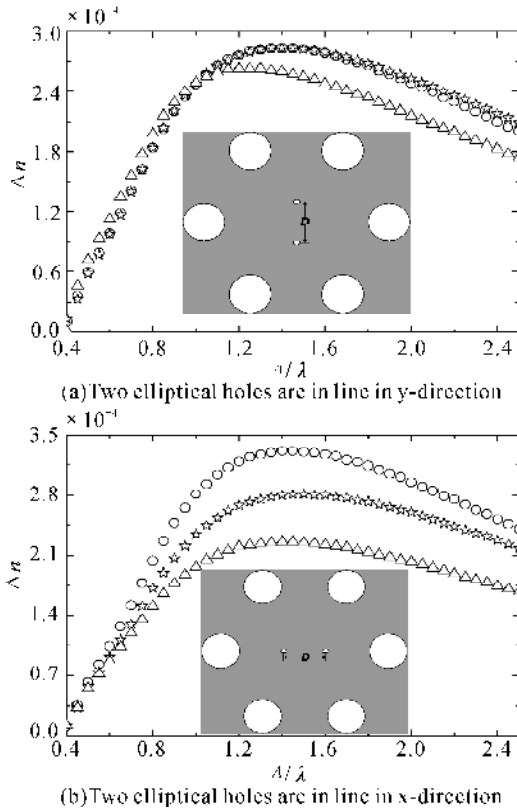 × 10⁻⁴
3.0
2.4
1.8
1.2
0.6
0.0
Δn
D
0.4 0.8 1.2 1.6 2.0 2.4
Λ/λ
(a)Two elliptical holes are in line in y-direction
× 10⁻⁴
3.5
2.8
2.1
1.4
0.7
0.0
Δn
D
0.4 0.8 1.2 1.6 2.0 2.4
Λ/λ
(b)Two elliptical holes are in line in x-direction